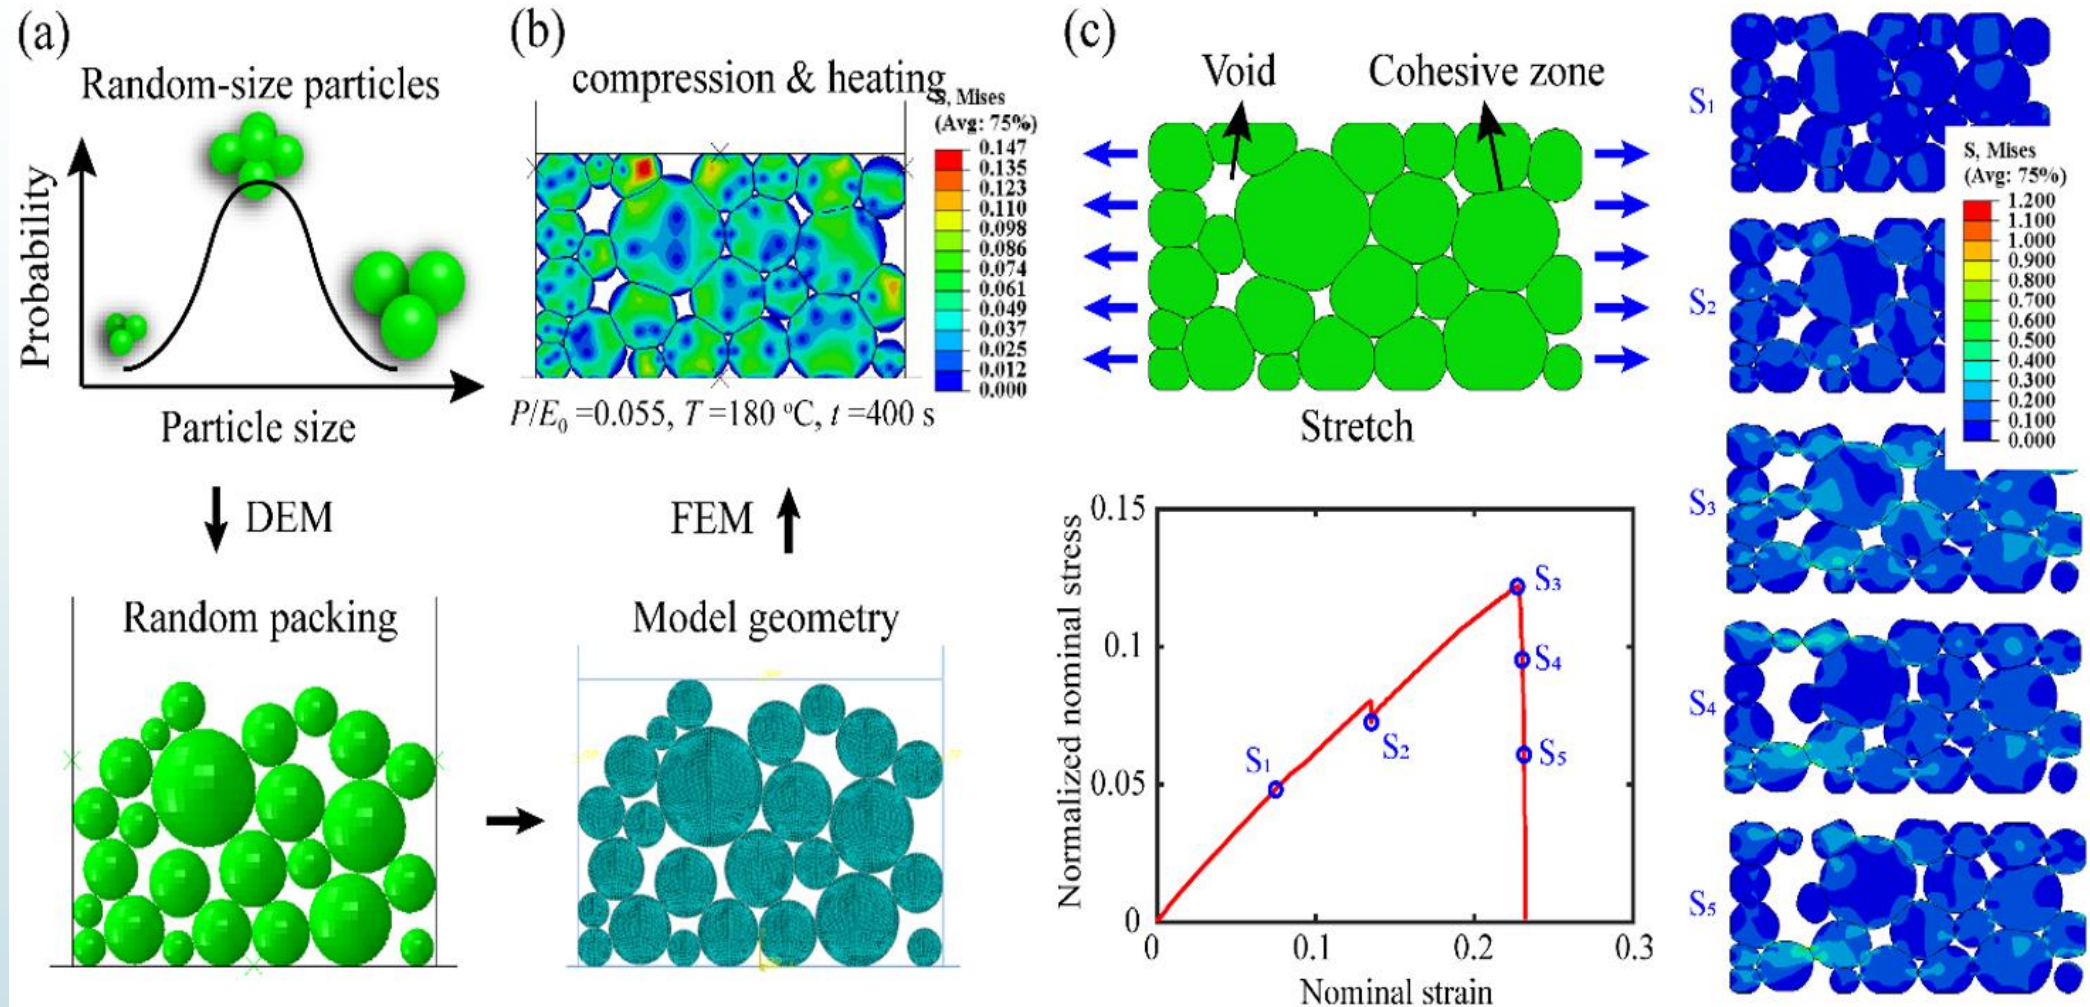 (a)
Random-size particles
Probability
Particle size
DEM
Random packing
(b)
compression & heating
S, Mises
(Avg: 75%)
0.147
0.135
0.123
0.110
0.098
0.086
0.074
0.061
0.049
0.037
0.025
0.012
0.000
P/E₀ =0.055, T =180 °C, t =400 s
FEM
Model geometry
(c)
Void
Cohesive zone
Stretch
Normalized nominal stress
0.15
0.1
0.05
0
0
0.1
0.2
0.3
Nominal strain
S₁
S₂
S₃
S₄
S₅
S₁
S₂
S₃
S₄
S₅
S, Mises
(Avg: 75%)
1.200
1.100
1.000
0.900
0.800
0.700
0.600
0.500
0.400
0.300
0.200
0.100
0.000